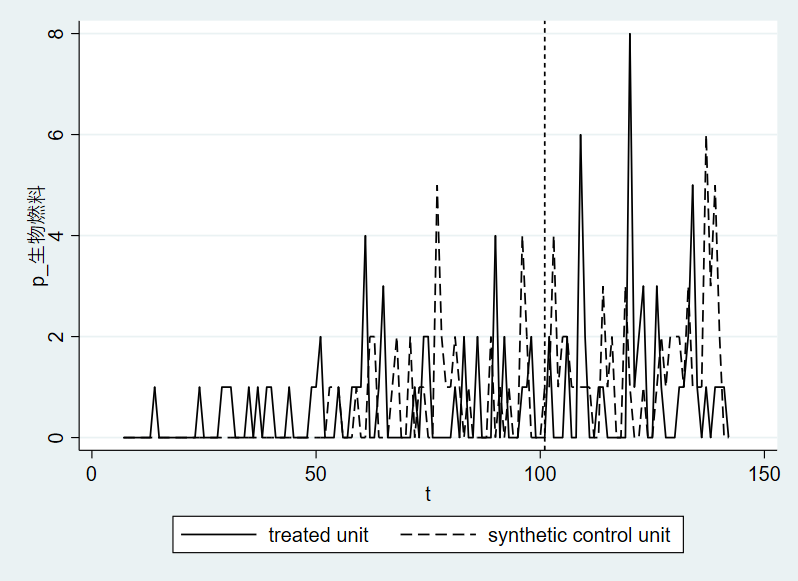 8
6
4
2
0
p_生物燃料
0
50
100
150
t
treated unit
synthetic control unit